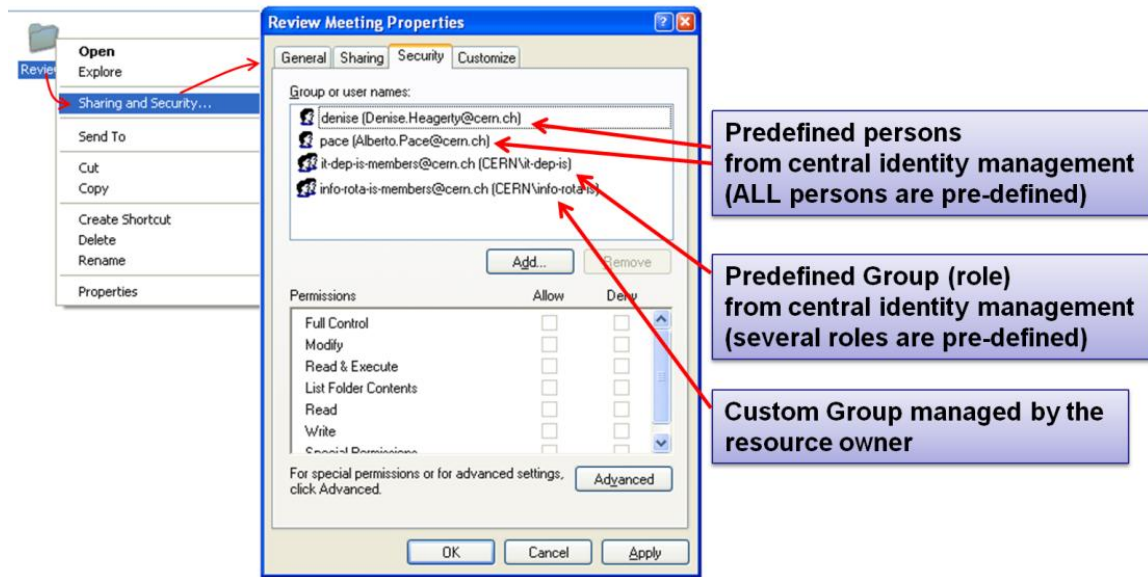 Review
Open
Explore
Sharing and Security...
Send To
Cut
Copy
Create Shortcut
Delete
Rename
Properties
Review Meeting Properties
General Sharing Security Customize
Group or user names:
denise (Denise.Heagerty@cern.ch)
pace (Alberto.Pace@cern.ch)
it-dep-is-members@cern.ch (CERN\it-dep-is)
info-rota-is-members@cern.ch (CERN\info-rota-is)
Add... Remove
Permissions Allow Deny
Full Control
Modify
Read & Execute
List Folder Contents
Read
Write
Special Permissions
For special permissions or for advanced settings,
click Advanced.
Advanced
OK Cancel Apply
Predefined persons
from central identity management
(ALL persons are pre-defined)
Predefined Group (role)
from central identity management
(several roles are pre-defined)
Custom Group managed by the
resource owner